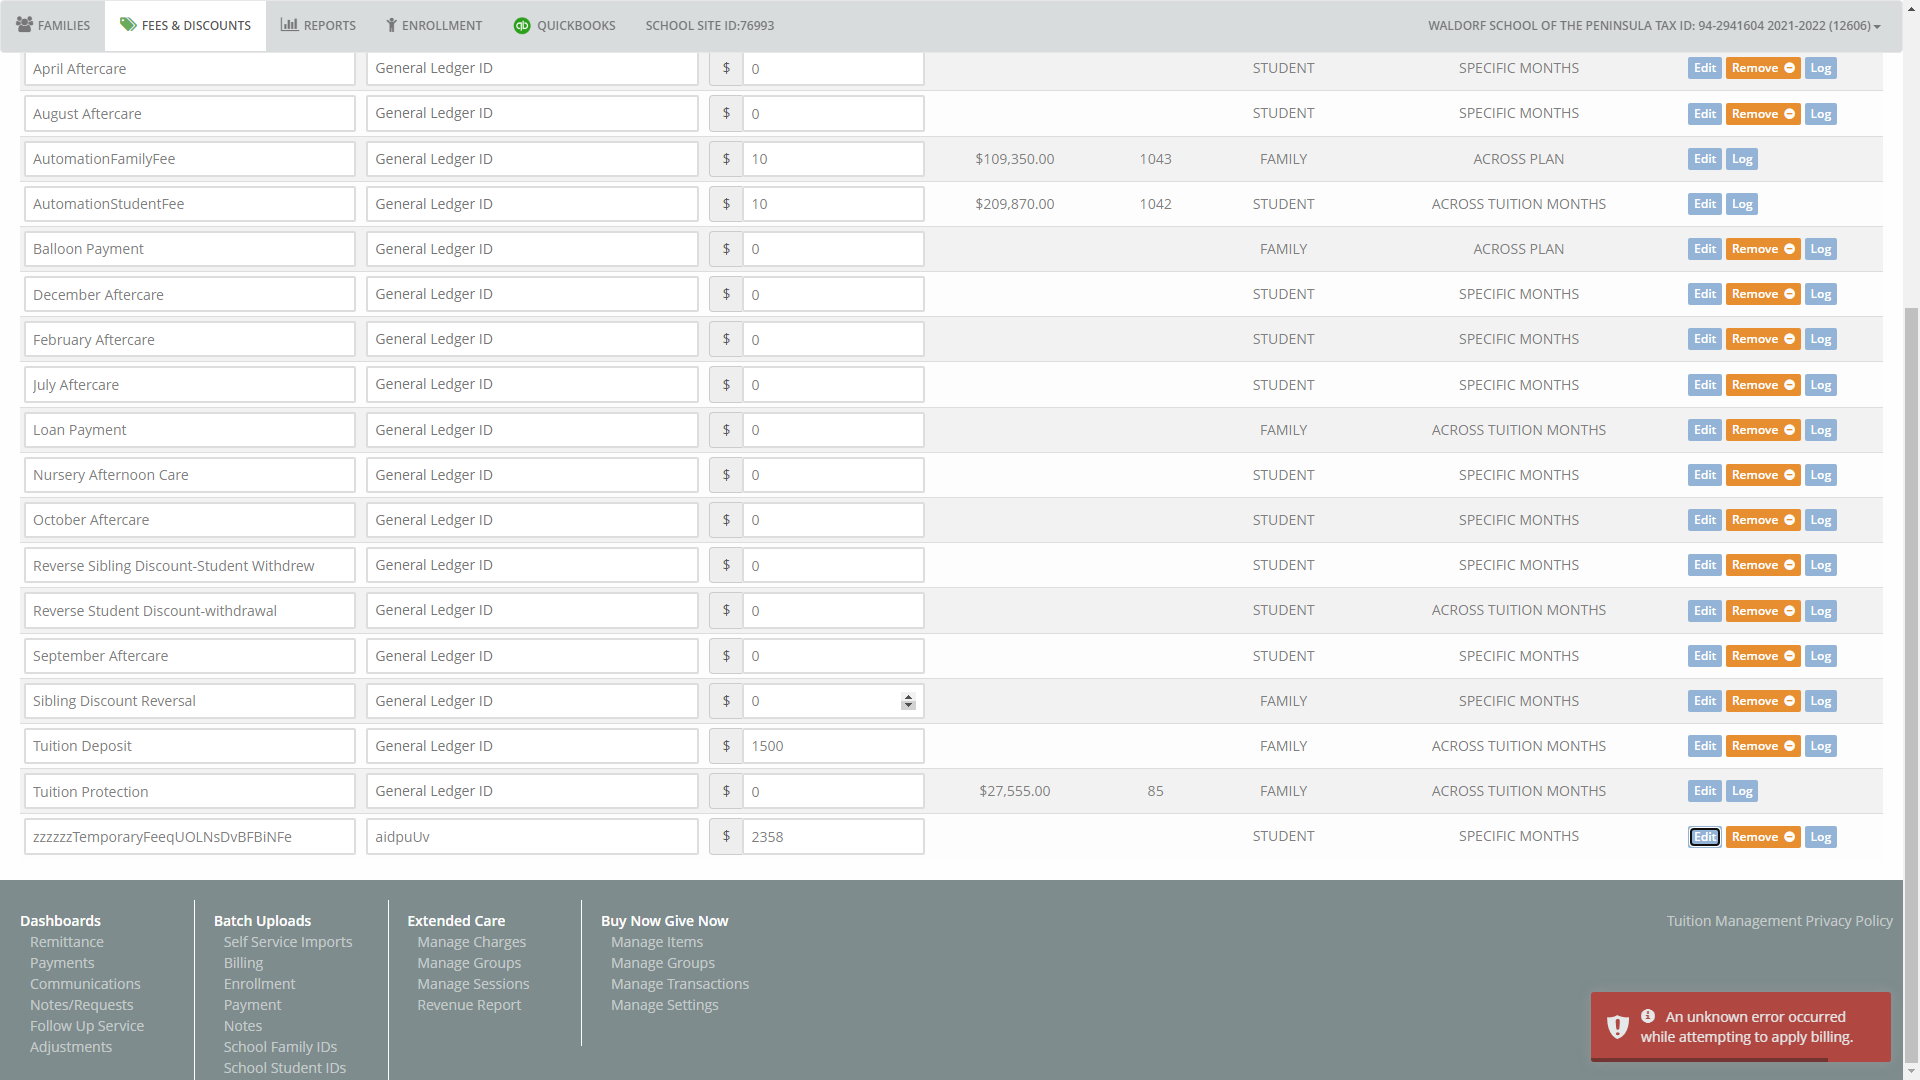 FAMILIES FEES & DISCOUNTS REPORTS ENROLLMENT qb QUICKBOOKS SCHOOL SITE ID:76993 WALDORF SCHOOL OF THE PENINSULA TAX ID: 94-2941604 2021-2022 (12606)
April Aftercare General Ledger ID $ 0 STUDENT SPECIFIC MONTHS Edit Remove Log
August Aftercare General Ledger ID $ 0 STUDENT SPECIFIC MONTHS Edit Remove Log
AutomationFamilyFee General Ledger ID $ 10 $109,350.00 1043 FAMILY ACROSS PLAN Edit Log
AutomationStudentFee General Ledger ID $ 10 $209,870.00 1042 STUDENT ACROSS TUITION MONTHS Edit Log
Balloon Payment General Ledger ID $ 0 FAMILY ACROSS PLAN Edit Remove Log
December Aftercare General Ledger ID $ 0 STUDENT SPECIFIC MONTHS Edit Remove Log
February Aftercare General Ledger ID $ 0 STUDENT SPECIFIC MONTHS Edit Remove Log
July Aftercare General Ledger ID $ 0 STUDENT SPECIFIC MONTHS Edit Remove Log
Loan Payment General Ledger ID $ 0 FAMILY ACROSS TUITION MONTHS Edit Remove Log
Nursery Afternoon Care General Ledger ID $ 0 STUDENT SPECIFIC MONTHS Edit Remove Log
October Aftercare General Ledger ID $ 0 STUDENT SPECIFIC MONTHS Edit Remove Log
Reverse Sibling Discount-Student Withdrew General Ledger ID $ 0 STUDENT SPECIFIC MONTHS Edit Remove Log
Reverse Student Discount-withdrawal General Ledger ID $ 0 STUDENT ACROSS TUITION MONTHS Edit Remove Log
September Aftercare General Ledger ID $ 0 STUDENT SPECIFIC MONTHS Edit Remove Log
Sibling Discount Reversal General Ledger ID $ 0 FAMILY SPECIFIC MONTHS Edit Remove Log
Tuition Deposit General Ledger ID $ 1500 FAMILY ACROSS TUITION MONTHS Edit Remove Log
Tuition Protection General Ledger ID $ 0 $27,555.00 85 FAMILY ACROSS TUITION MONTHS Edit Log
zzzzzzTemporaryFeeqUOLNsDvBFBiNFe aidpuUv $ 2358 STUDENT SPECIFIC MONTHS Edit Remove Log
Dashboards
Remittance
Payments
Communications
Notes/Requests
Follow Up Service
Adjustments
Batch Uploads
Self Service Imports
Billing
Enrollment
Payment
Notes
School Family IDs
School Student IDs
Extended Care
Manage Charges
Manage Groups
Manage Sessions
Revenue Report
Buy Now Give Now
Manage Items
Manage Groups
Manage Transactions
Manage Settings
Tuition Management Privacy Policy
An unknown error occurred
while attempting to apply billing.